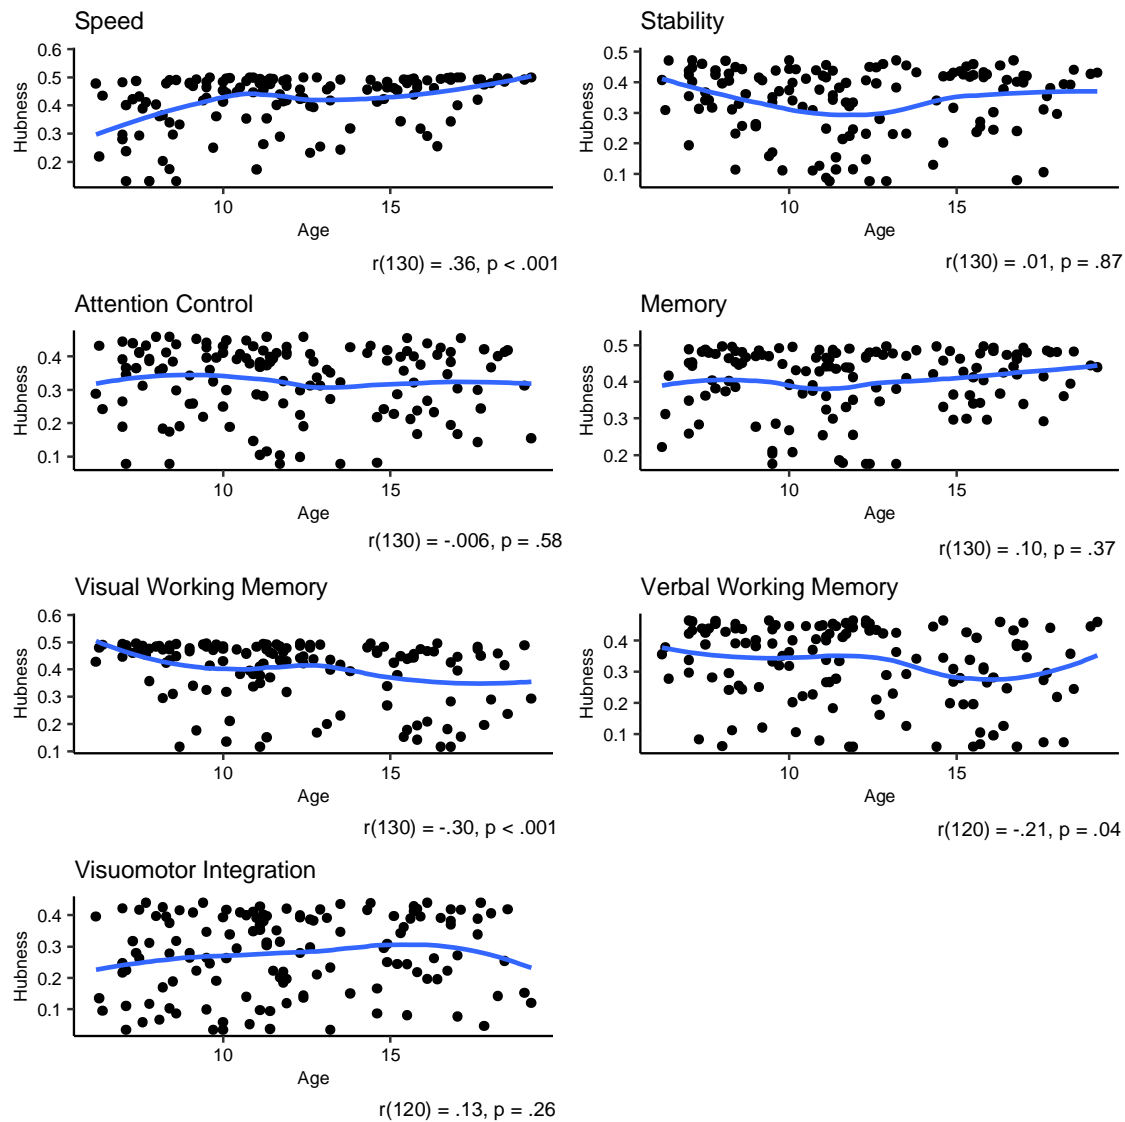 Speed
0.6
0.5
0.4
0.3
0.2
Hubness
10 15
Age
r(130) = .36, p < .001
Stability
0.5
0.4
0.3
0.2
0.1
Hubness
10 15
Age
r(130) = .01, p = .87
Attention Control
0.4
0.3
0.2
0.1
Hubness
10 15
Age
r(130) = -.006, p = .58
Memory
0.5
0.4
0.3
0.2
Hubness
10 15
Age
r(130) = .10, p = .37
Visual Working Memory
0.6
0.5
0.4
0.3
0.2
0.1
Hubness
10 15
Age
r(130) = -.30, p < .001
Verbal Working Memory
0.4
0.3
0.2
0.1
Hubness
10 15
Age
r(120) = -.21, p = .04
Visuomotor Integration
0.4
0.3
0.2
0.1
Hubness
10 15
Age
r(120) = .13, p = .26